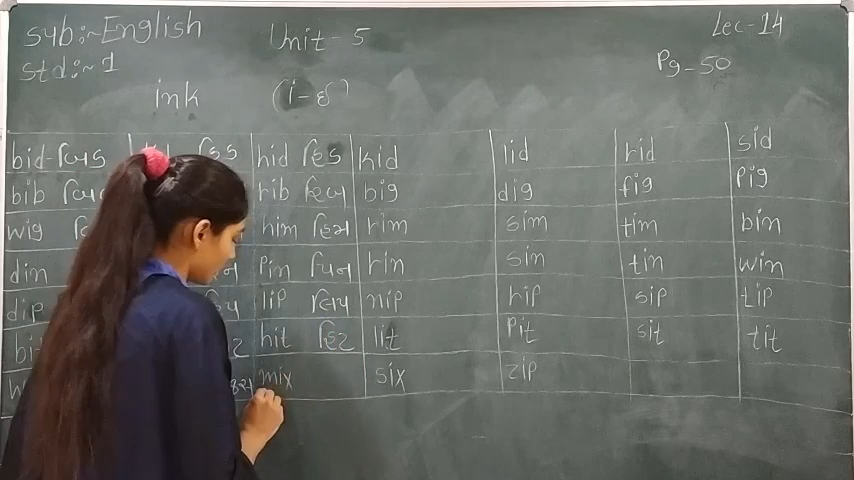 sub:~ English Unit - 5 Lec-14
std:~ 1 Pg-50
ink (i-ઈ)
bid-બિડ હિડ hid હિડ kid lid rid sid
bib rib રિબ big dig fig Pig
wig him હિમ rim sim tim bin
din Pin પિન rin sin tin win
dip lip લિપ nip hip sip tip
hit હિટ lit Pit sit tit
mix six zip